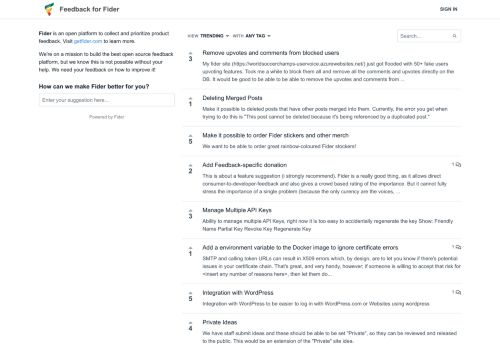 Feedback for Fider
SIGN IN
Fider is an open platform to collect and prioritize product
feedback. Visit getfider.com to learn more.
We're on a mission to build the best open source feedback
platform, but we know this is not possible without your
help. We need your feedback on how to improve it!
How can we make Fider better for you?
Enter your suggestion here...
Powered by Fider
VIEW TRENDING WITH ANY TAG
Search...
3
Remove upvotes and comments from blocked users
My fider site (https://worldsoccerchamps-uservoice.azurewebsites.net/) just got flooded with 50+ fake users
upvoting features. Took me a while to block them all and remove all the comments and upvotes directly on the
DB. It would be good to be able to be able to remove the upvotes and comments from ...
1
Deleting Merged Posts
Make it possible to deleted posts that have other posts merged into them. Currently, the error you get when
trying to do this is "This post cannot be deleted because it's being referenced by a duplicated post."
5
Make it possible to order Fider stickers and other merch
We want to be able to order great rainbow-coloured Fider stickers!
2
Add Feedback-specific donation
1
This is about a feature suggestion (i strongly recommend). Fider is a really good thing, as it allows direct
consumer-to-developer-feedback and also gives a crowd based rating of the importance. But it cannot fully
stress the importance of a single problem (because the only currency are the voices, ...
3
Manage Multiple API Keys
Ability to manage multiple API Keys, right now it is too easy to accidentally regenerate the key Show: Friendly
Name Partial Key Revoke Key Regenerate Key
1
Add a environment variable to the Docker image to ignore certificate errors
1
SMTP and calling token URLs can result in X509 errors which, by design, are to let you know if there's potential
issues in your certificate chain. That's great, and very handy, however; if someone is willing to accept that risk for
<insert any number of reasons here>, then let them do...
5
Integration with WordPress
1
Integration with WordPress to be easier to log in with WordPress.com or Websites using wordpress
4
Private Ideas
We have staff submit ideas and these should be able to be set "Private", so they can be reviewed and released
to the public. This would be an extension of the "Private" site idea.